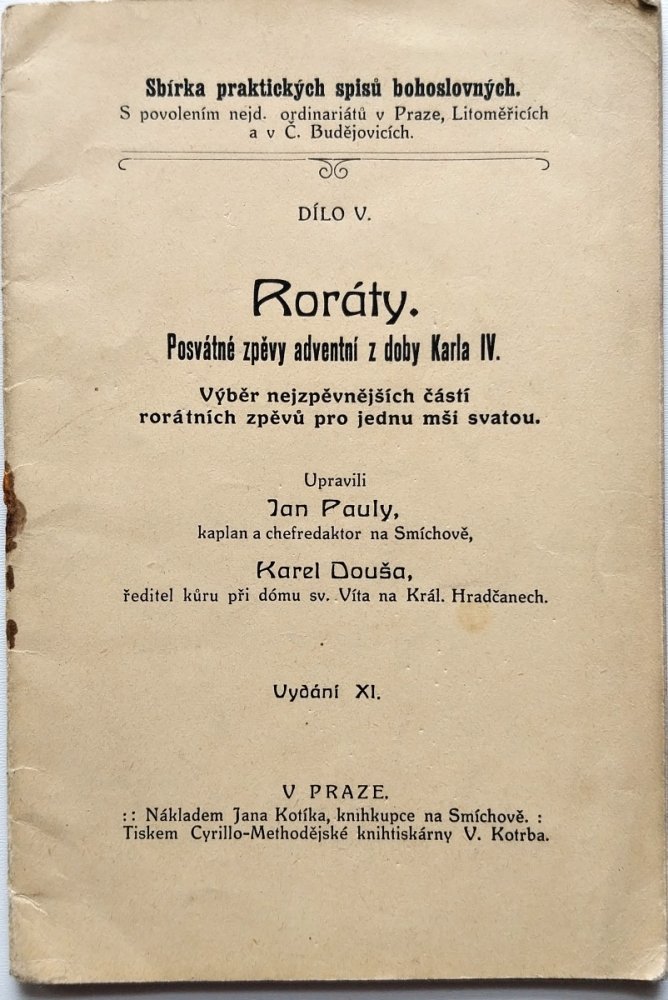 Sbírka praktických spisů bohoslovných.
S povolením nejd. ordinariátů v Praze, Litoměřicích
a v Č. Budějovicích.
DÍLO V.
Roráty.
Posvátné zpěvy adventní z doby Karla IV.
Výběr nejzpěvnějších částí
rorátních zpěvů pro jednu mši svatou.
Upravili
Jan Pauly,
kaplan a chefredaktor na Smíchově,
Karel Douša,
ředitel kůru při dómu sv. Víta na Král. Hradčanech.
Vydání XI.
V PRAZE.
:: Nákladem Jana Kotíka, knihkupce na Smíchově. :
Tiskem Cyrillo-Methodějské knihtiskárny V. Kotrba.